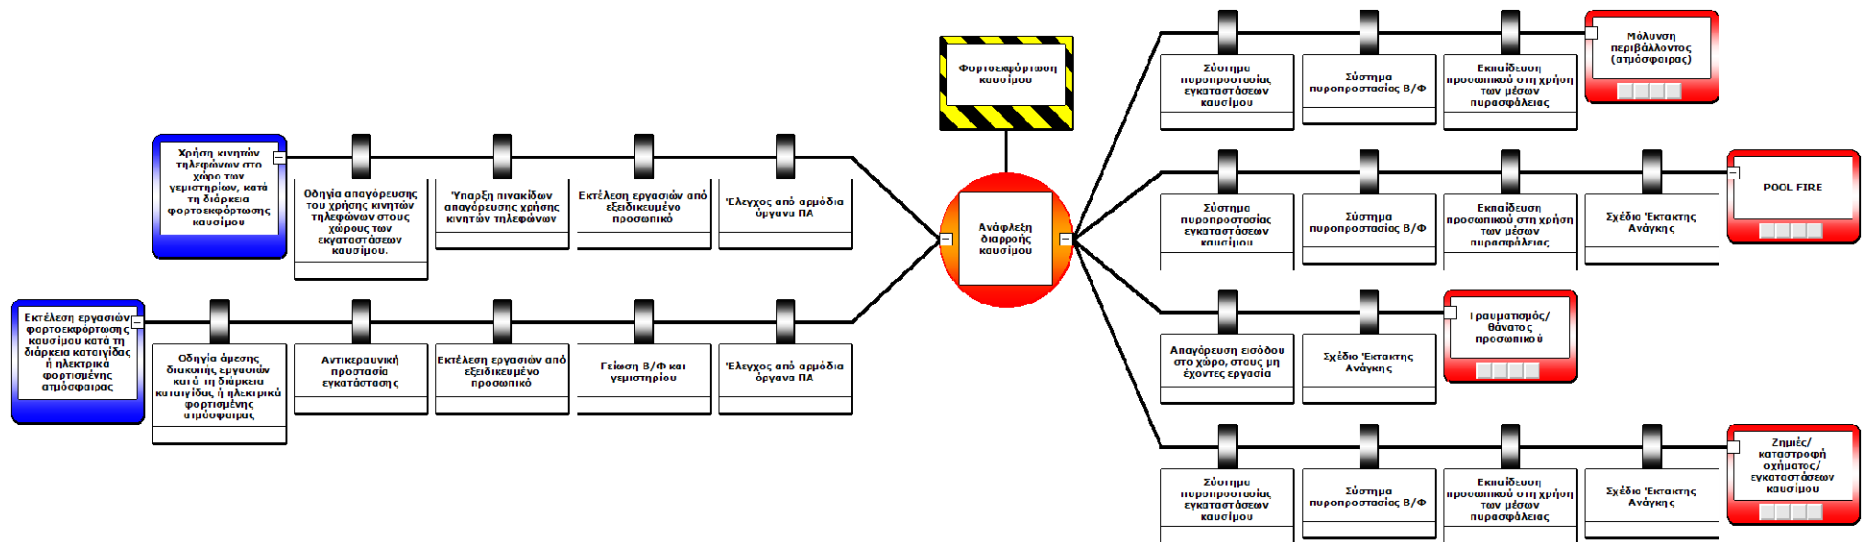 Φορτοεκφόρτωση
καυσίμου
Χρήση κινητών
τηλεφώνων στο
χώρο των
γεμιστηρίων, κατά
τη διάρκεια
φορτοεκφόρτωσης
καυσίμου
Οδηγία απαγόρευσης
του χρήσης κινητών
τηλεφώνων στους
χώρους των
εκγαταστάσεων
καυσίμου.
Ύπαρξη πινακίδων
απαγόρευσης χρήσης
κινητών τηλεφώνων
Εκτέλεση εργασιών από
εξειδικευμένο
προσωπικό
Έλεγχος από αρμόδια
όργανα ΠΑ
Εκτέλεση εργασιών
φορτοεκφόρτωσης
καυσίμου κατά τη
διάρκεια καταιγίδας
ή ηλεκτρικά
φορτισμένης
ατμόσφαιρας
Οδηγία άμεσης
διακοπής εργασιών
κατά τη διάρκεια
καταιγίδας ή ηλεκτρικά
φορτισμένης
ατμόσφαιρας
Αντικεραυνική
προστασία
εγκατάστασης
Εκτέλεση εργασιών από
εξειδικευμένο
προσωπικό
Γείωση Β/Φ και
γεμιστηρίου
Έλεγχος από αρμόδια
όργανα ΠΑ
Ανάφλεξη
διαρροής
καυσίμου
Σύστημα
πυροπροστασίας
εγκαταστάσεων
καυσίμου
Σύστημα
πυροπροστασίας Β/Φ
Εκπαίδευση
προσωπικού στη χρήση
των μέσων
πυρασφάλειας
Μόλυνση
περιβάλλοντος
(ατμόσφαιρας)
Σύστημα
πυροπροστασίας
εγκαταστάσεων
καυσίμου
Σύστημα
πυροπροστασίας Β/Φ
Εκπαίδευση
προσωπικού στη χρήση
των μέσων
πυρασφάλειας
Σχέδιο Έκτακτης
Ανάγκης
POOL FIRE
Απαγόρευση εισόδου
στο χώρο, στους μη
έχοντες εργασία
Σχέδιο Έκτακτης
Ανάγκης
Τραυματισμός/
θάνατος
προσωπικού
Σύστημα
πυροπροστασίας
εγκαταστάσεων
καυσίμου
Σύστημα
πυροπροστασίας Β/Φ
Εκπαίδευση
προσωπικού στη χρήση
των μέσων
πυρασφάλειας
Σχέδιο Έκτακτης
Ανάγκης
Ζημιές/
καταστροφή
οχήματος/
εγκαταστάσεων
καυσίμου